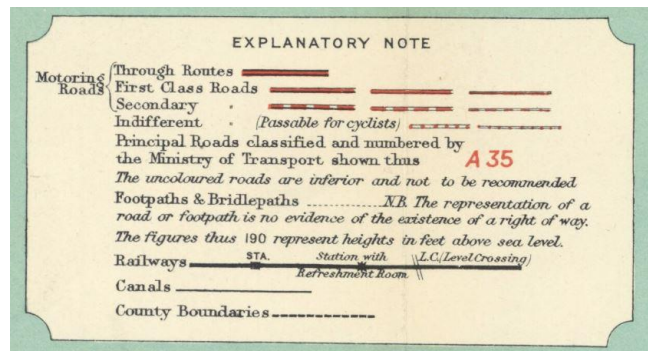 EXPLANATORY NOTE
Motoring Roads
Through Routes
First Class Roads
Secondary "
Indifferent " (Passable for cyclists)
Principal Roads classified and numbered by
the Ministry of Transport shown thus A 35
The uncoloured roads are inferior and not to be recommended
Footpaths & Bridlepaths N.B. The representation of a
road or footpath is no evidence of the existence of a right of way.
The figures thus 190 represent heights in feet above sea level.
Railways STA. Station with Refreshment Room L.C. (Level Crossing)
Canals
County Boundaries